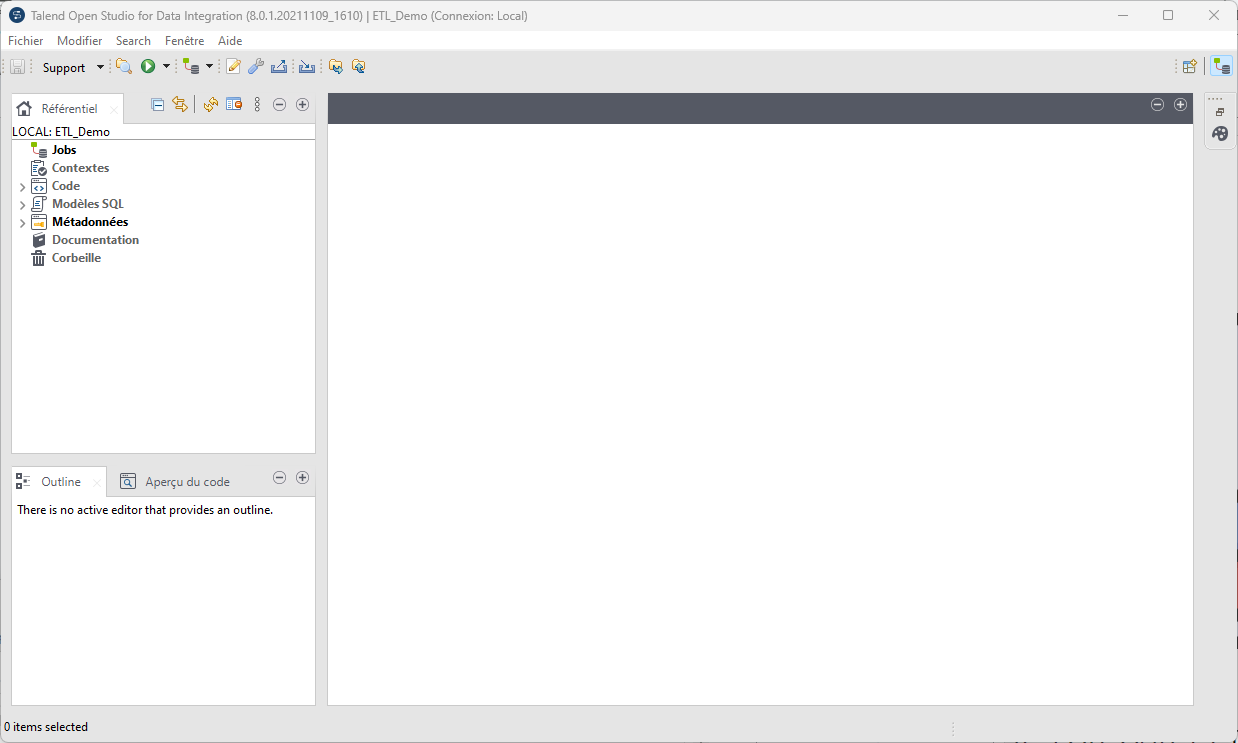 Talend Open Studio for Data Integration (8.0.1.20211109_1610) | ETL_Demo (Connexion: Local)
Fichier Modifier Search Fenêtre Aide
Support
Référentiel
LOCAL: ETL_Demo
Jobs
Contextes
Code
Modèles SQL
Métadonnées
Documentation
Corbeille
Outline Aperçu du code
There is no active editor that provides an outline.
0 items selected